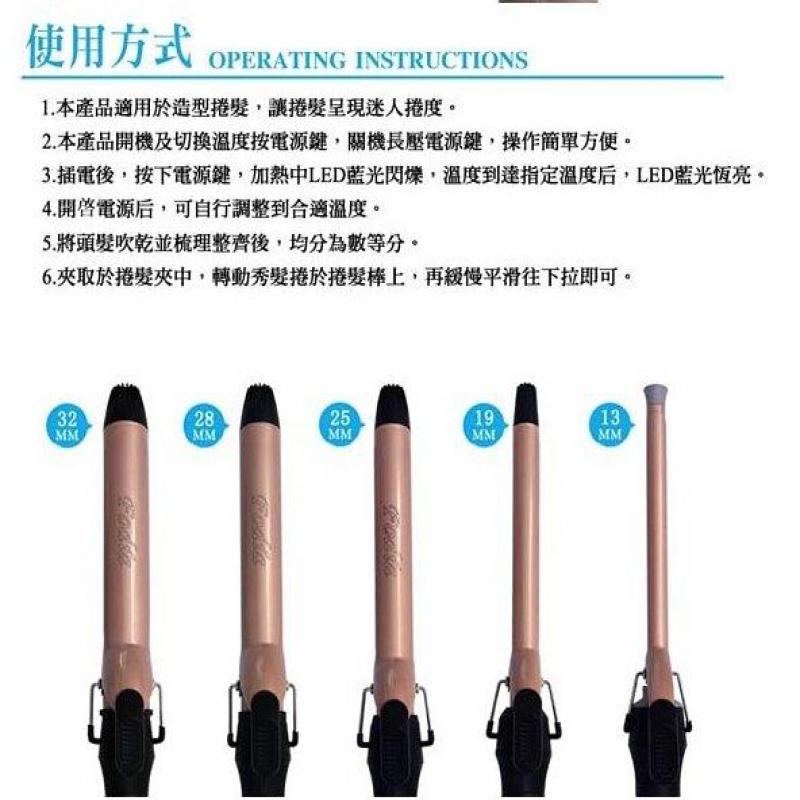 使用方式 OPERATING INSTRUCTIONS
1.本產品適用於造型捲髮，讓捲髮呈現迷人捲度。
2.本產品開機及切換溫度按電源鍵，關機長壓電源鍵，操作簡單方便。
3.插電後，按下電源鍵，加熱中LED藍光閃爍，溫度到達指定溫度后，LED藍光恆亮。
4.開啓電源后，可自行調整到合適溫度。
5.將頭髮吹乾並梳理整齊後，均分為數等分。
6.夾取於捲髮夾中，轉動秀髮捲於捲髮棒上，再緩慢平滑往下拉即可。
32 MM
28 MM
25 MM
19 MM
13 MM